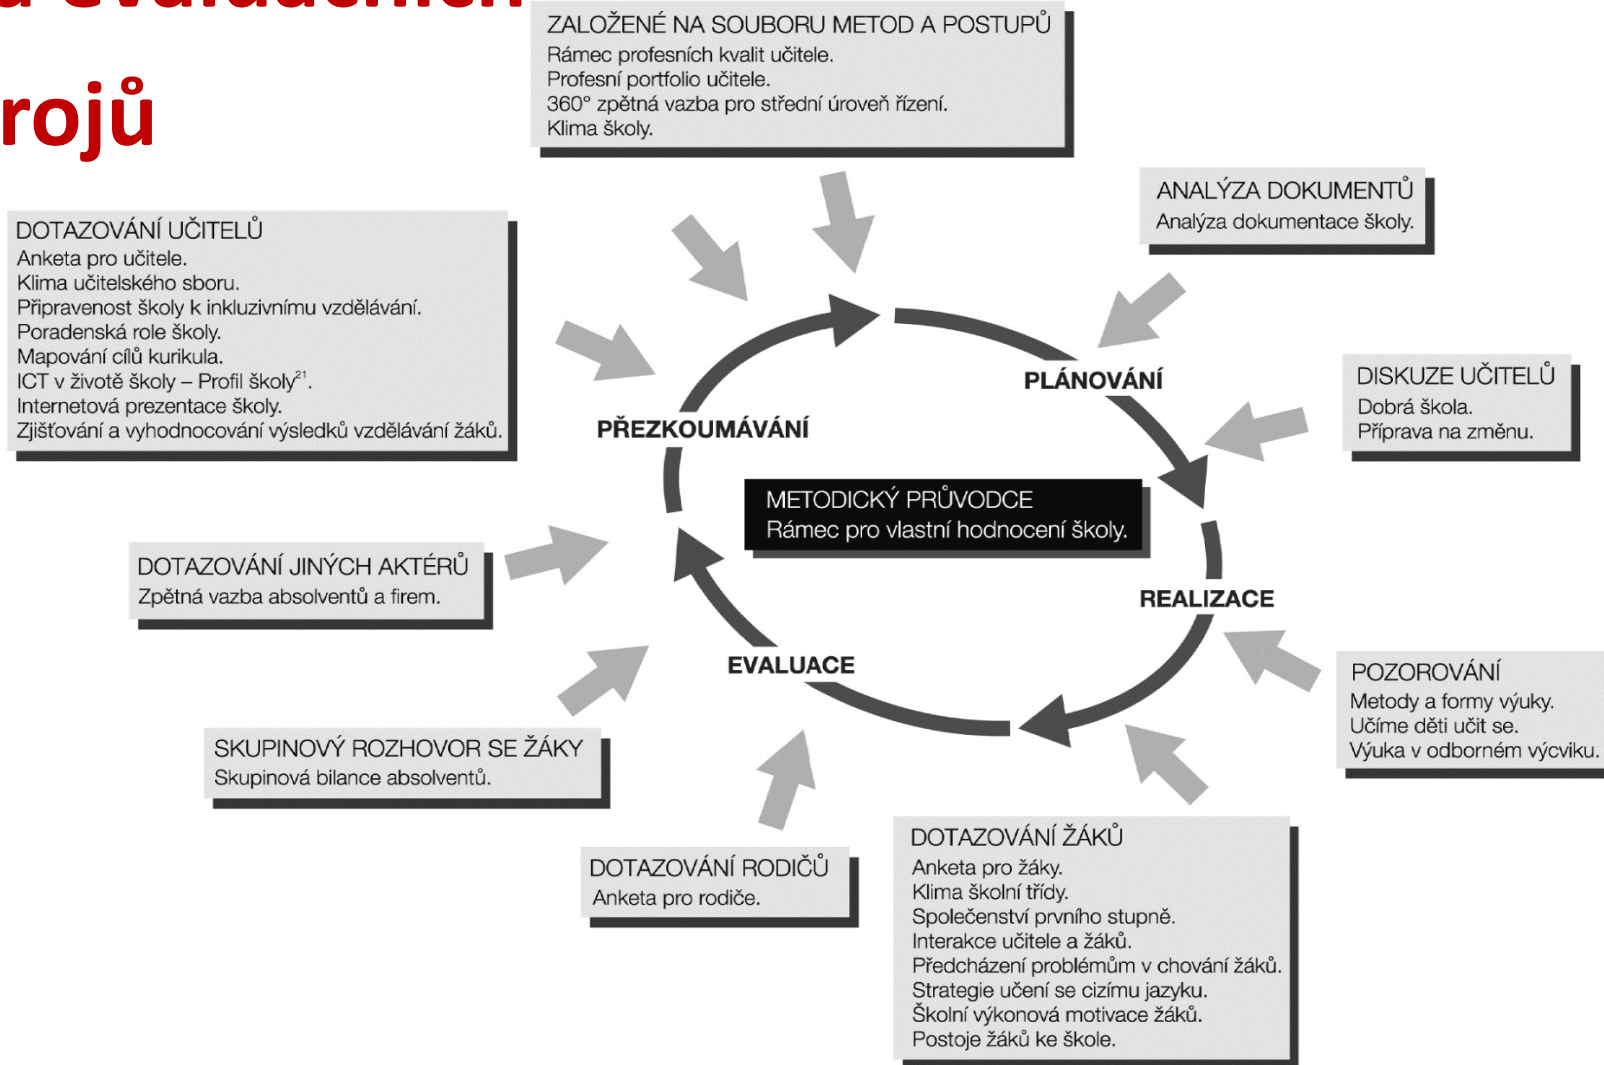 evaluačních
rojů
ZALOŽENÉ NA SOUBORU METOD A POSTUPŮ
Rámec profesních kvalit učitele.
Profesní portfolio učitele.
360° zpětná vazba pro střední úroveň řízení.
Klima školy.
ANALÝZA DOKUMENTŮ
Analýza dokumentace školy.
DOTAZOVÁNÍ UČITELŮ
Anketa pro učitele.
Klima učitelského sboru.
Připravenost školy k inkluzivnímu vzdělávání.
Poradenská role školy.
Mapování cílů kurikula.
ICT v životě školy – Profil školy²¹.
Internetová prezentace školy.
Zjišťování a vyhodnocování výsledků vzdělávání žáků.
PLÁNOVÁNÍ
DISKUZE UČITELŮ
Dobrá škola.
Příprava na změnu.
PŘEZKOUMÁVÁNÍ
METODICKÝ PRŮVODCE
Rámec pro vlastní hodnocení školy.
DOTAZOVÁNÍ JINÝCH AKTÉRŮ
Zpětná vazba absolventů a firem.
REALIZACE
EVALUACE
POZOROVÁNÍ
Metody a formy výuky.
Učíme děti učit se.
Výuka v odborném výcviku.
SKUPINOVÝ ROZHOVOR SE ŽÁKY
Skupinová bilance absolventů.
DOTAZOVÁNÍ RODIČŮ
Anketa pro rodiče.
DOTAZOVÁNÍ ŽÁKŮ
Anketa pro žáky.
Klima školní třídy.
Společenství prvního stupně.
Interakce učitele a žáků.
Předcházení problémům v chování žáků.
Strategie učení se cizímu jazyku.
Školní výkonová motivace žáků.
Postoje žáků ke škole.